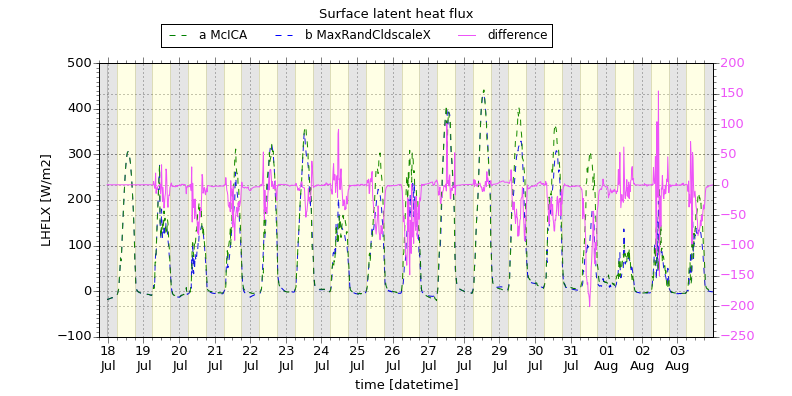 Surface latent heat flux
a McICA b MaxRandCldscaleX difference
500 200
400 150
300 100
200 50
100 0
0 −50
−100 −100
−150
−200
−250
LHFLX [W/m2]
18 19 20 21 22 23 24 25 26 27 28 29 30 31 01 02 03
Jul Jul Jul Jul Jul Jul Jul Jul Jul Jul Jul Jul Jul Jul Aug Aug Aug
time [datetime]